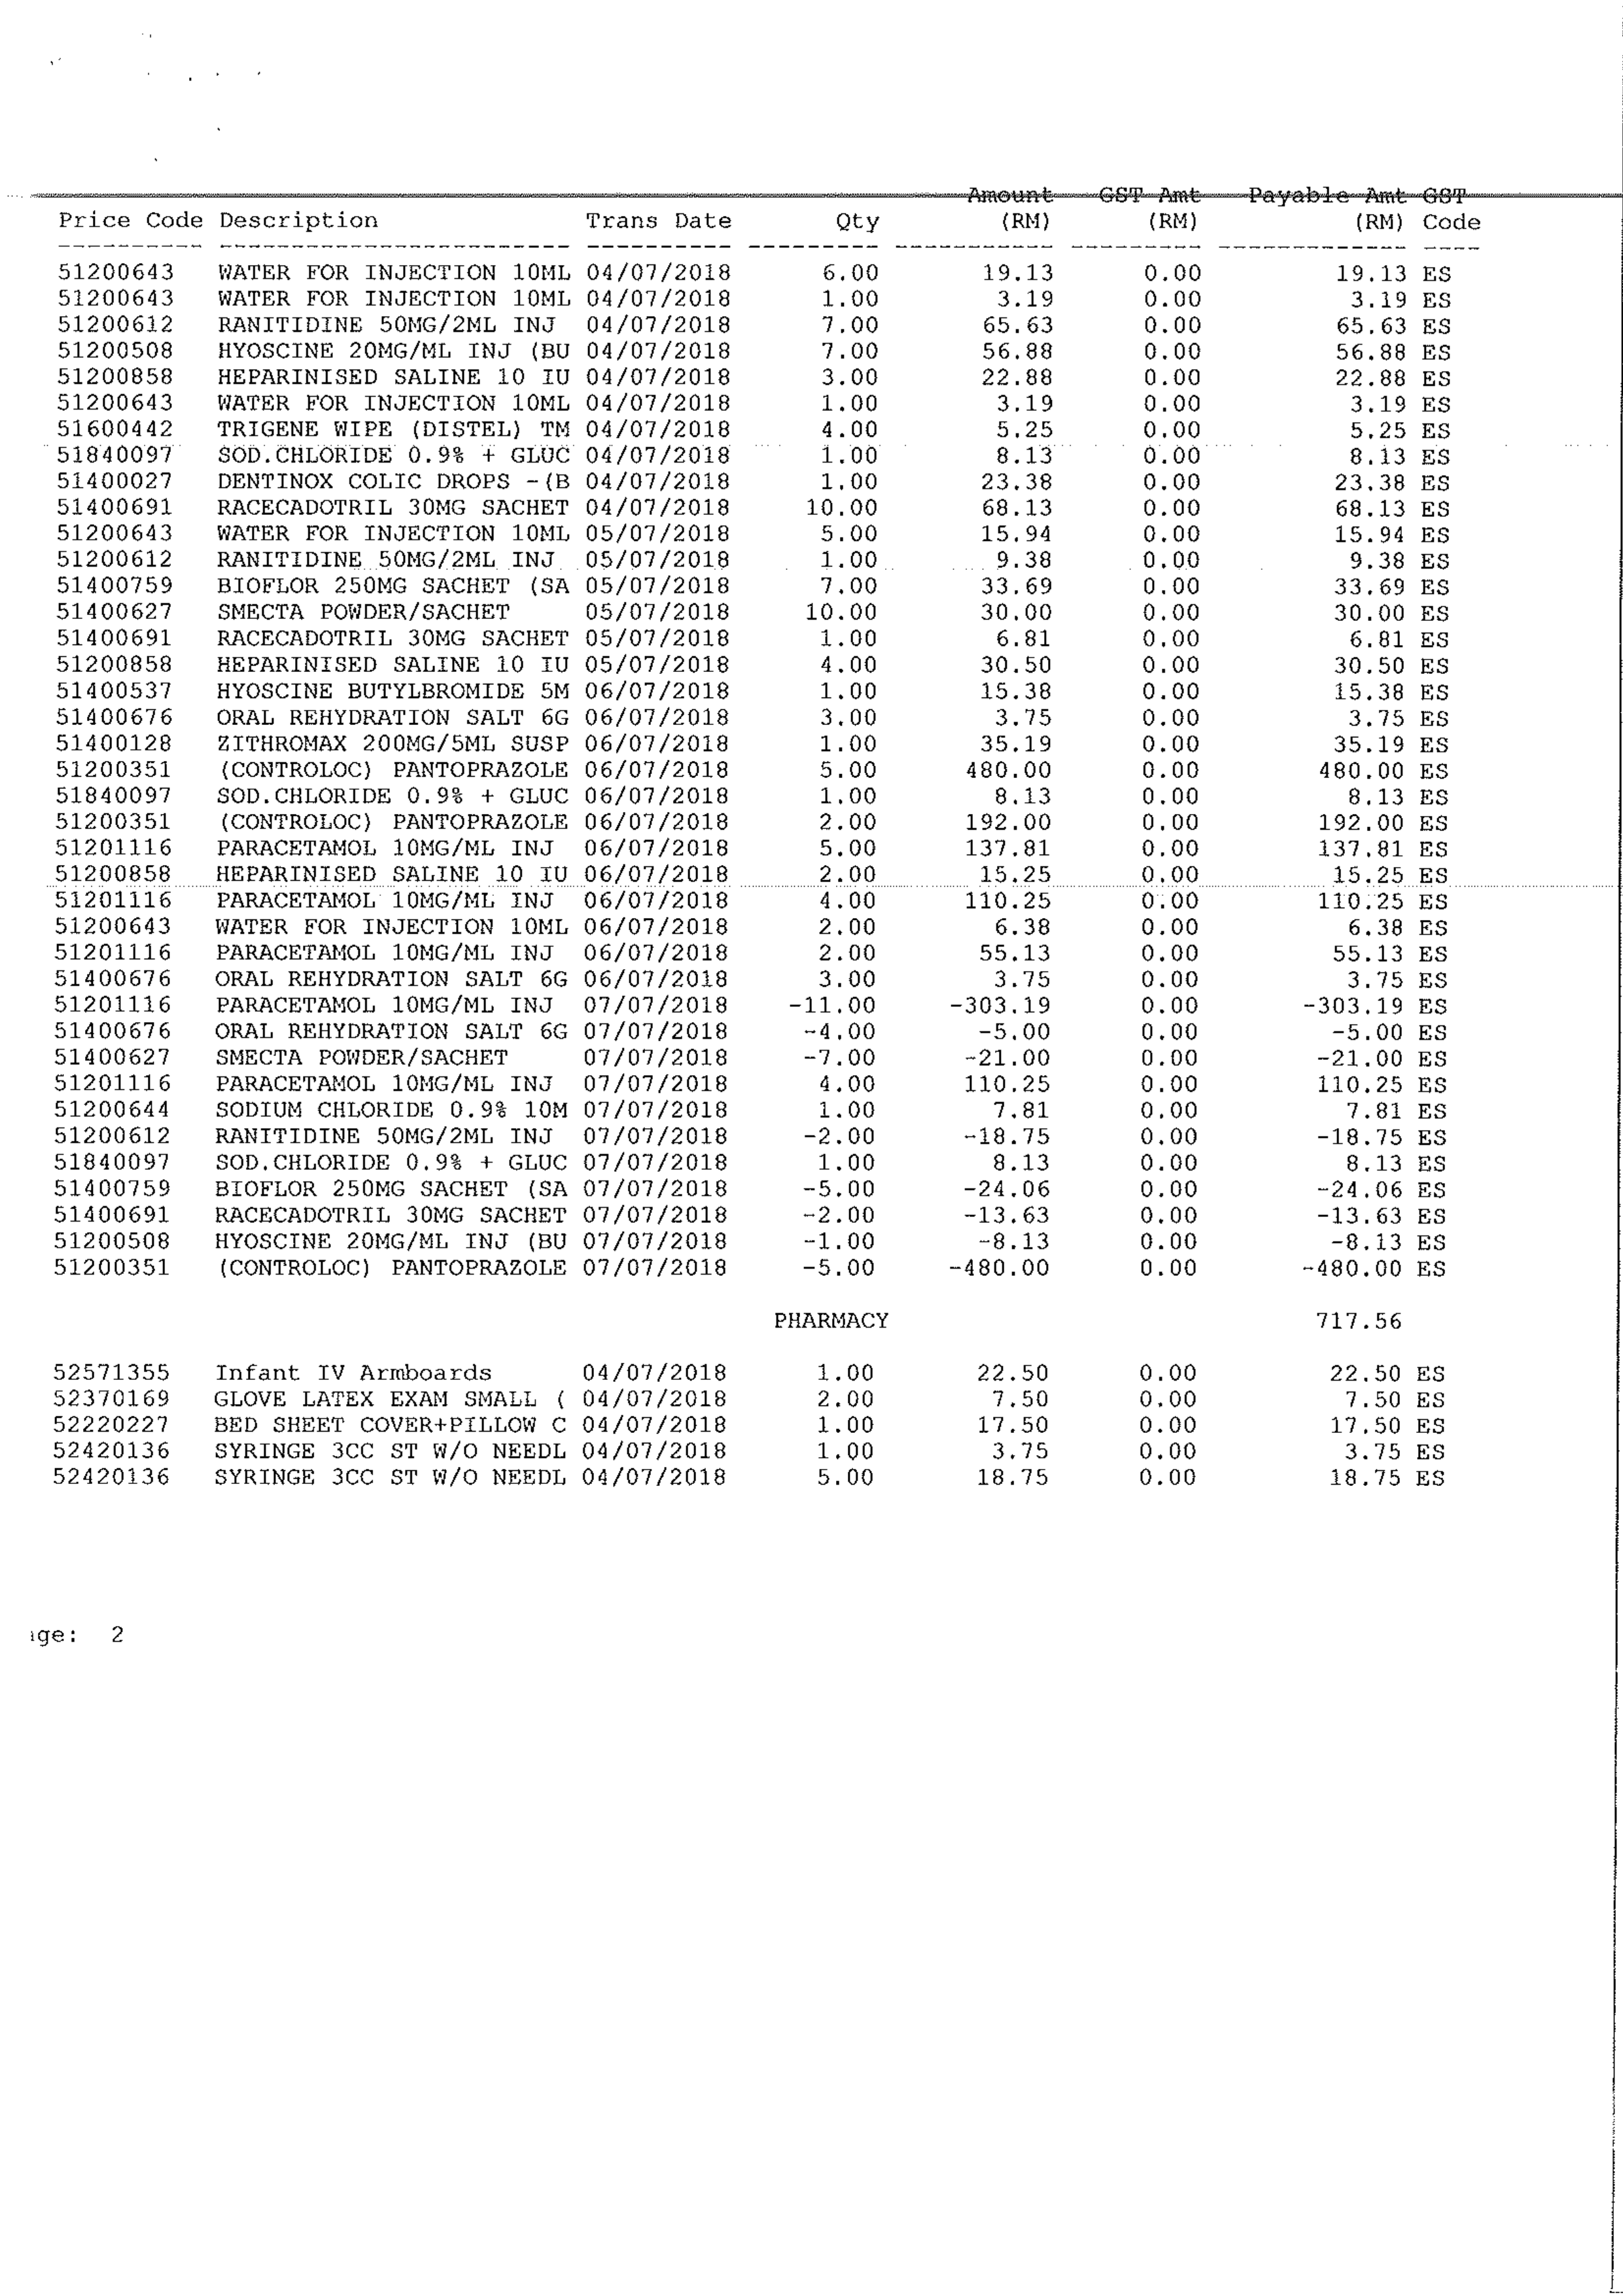 Amount GST Amt Payable Amt GST
Price Code Description Trans Date Qty (RM) (RM) (RM) Code
---------- ------------------------ ---------- --------- ----------- --------- ------------- ----
51200643 WATER FOR INJECTION 10ML 04/07/2018 6.00 19.13 0.00 19.13 ES
51200643 WATER FOR INJECTION 10ML 04/07/2018 1.00 3.19 0.00 3.19 ES
51200612 RANITIDINE 50MG/2ML INJ 04/07/2018 7.00 65.63 0.00 65.63 ES
51200508 HYOSCINE 20MG/ML INJ (BU 04/07/2018 7.00 56.88 0.00 56.88 ES
51200858 HEPARINISED SALINE 10 IU 04/07/2018 3.00 22.88 0.00 22.88 ES
51200643 WATER FOR INJECTION 10ML 04/07/2018 1.00 3.19 0.00 3.19 ES
51600442 TRIGENE WIPE (DISTEL) TM 04/07/2018 4.00 5.25 0.00 5.25 ES
51840097 SOD.CHLORIDE 0.9% + GLUC 04/07/2018 1.00 8.13 0.00 8.13 ES
51400027 DENTINOX COLIC DROPS -(B 04/07/2018 1.00 23.38 0.00 23.38 ES
51400691 RACECADOTRIL 30MG SACHET 04/07/2018 10.00 68.13 0.00 68.13 ES
51200643 WATER FOR INJECTION 10ML 05/07/2018 5.00 15.94 0.00 15.94 ES
51200612 RANITIDINE 50MG/2ML INJ 05/07/2018 1.00 9.38 0.00 9.38 ES
51400759 BIOFLOR 250MG SACHET (SA 05/07/2018 7.00 33.69 0.00 33.69 ES
51400627 SMECTA POWDER/SACHET 05/07/2018 10.00 30.00 0.00 30.00 ES
51400691 RACECADOTRIL 30MG SACHET 05/07/2018 1.00 6.81 0.00 6.81 ES
51200858 HEPARINISED SALINE 10 IU 05/07/2018 4.00 30.50 0.00 30.50 ES
51400537 HYOSCINE BUTYLBROMIDE 5M 06/07/2018 1.00 15.38 0.00 15.38 ES
51400676 ORAL REHYDRATION SALT 6G 06/07/2018 3.00 3.75 0.00 3.75 ES
51400128 ZITHROMAX 200MG/5ML SUSP 06/07/2018 1.00 35.19 0.00 35.19 ES
51200351 (CONTROLOC) PANTOPRAZOLE 06/07/2018 5.00 480.00 0.00 480.00 ES
51840097 SOD.CHLORIDE 0.9% + GLUC 06/07/2018 1.00 8.13 0.00 8.13 ES
51200351 (CONTROLOC) PANTOPRAZOLE 06/07/2018 2.00 192.00 0.00 192.00 ES
51201116 PARACETAMOL 10MG/ML INJ 06/07/2018 5.00 137.81 0.00 137.81 ES
51200858 HEPARINISED SALINE 10 IU 06/07/2018 2.00 15.25 0.00 15.25 ES
51201116 PARACETAMOL 10MG/ML INJ 06/07/2018 4.00 110.25 0.00 110.25 ES
51200643 WATER FOR INJECTION 10ML 06/07/2018 2.00 6.38 0.00 6.38 ES
51201116 PARACETAMOL 10MG/ML INJ 06/07/2018 2.00 55.13 0.00 55.13 ES
51400676 ORAL REHYDRATION SALT 6G 06/07/2018 3.00 3.75 0.00 3.75 ES
51201116 PARACETAMOL 10MG/ML INJ 07/07/2018 -11.00 -303.19 0.00 -303.19 ES
51400676 ORAL REHYDRATION SALT 6G 07/07/2018 -4.00 -5.00 0.00 -5.00 ES
51400627 SMECTA POWDER/SACHET 07/07/2018 -7.00 -21.00 0.00 -21.00 ES
51201116 PARACETAMOL 10MG/ML INJ 07/07/2018 4.00 110.25 0.00 110.25 ES
51200644 SODIUM CHLORIDE 0.9% 10M 07/07/2018 1.00 7.81 0.00 7.81 ES
51200612 RANITIDINE 50MG/2ML INJ 07/07/2018 -2.00 -18.75 0.00 -18.75 ES
51840097 SOD.CHLORIDE 0.9% + GLUC 07/07/2018 1.00 8.13 0.00 8.13 ES
51400759 BIOFLOR 250MG SACHET (SA 07/07/2018 -5.00 -24.06 0.00 -24.06 ES
51400691 RACECADOTRIL 30MG SACHET 07/07/2018 -2.00 -13.63 0.00 -13.63 ES
51200508 HYOSCINE 20MG/ML INJ (BU 07/07/2018 -1.00 -8.13 0.00 -8.13 ES
51200351 (CONTROLOC) PANTOPRAZOLE 07/07/2018 -5.00 -480.00 0.00 -480.00 ES
PHARMACY 717.56
52571355 Infant IV Armboards 04/07/2018 1.00 22.50 0.00 22.50 ES
52370169 GLOVE LATEX EXAM SMALL ( 04/07/2018 2.00 7.50 0.00 7.50 ES
52220227 BED SHEET COVER+PILLOW C 04/07/2018 1.00 17.50 0.00 17.50 ES
52420136 SYRINGE 3CC ST W/O NEEDL 04/07/2018 1.00 3.75 0.00 3.75 ES
52420136 SYRINGE 3CC ST W/O NEEDL 04/07/2018 5.00 18.75 0.00 18.75 ES
ge: 2